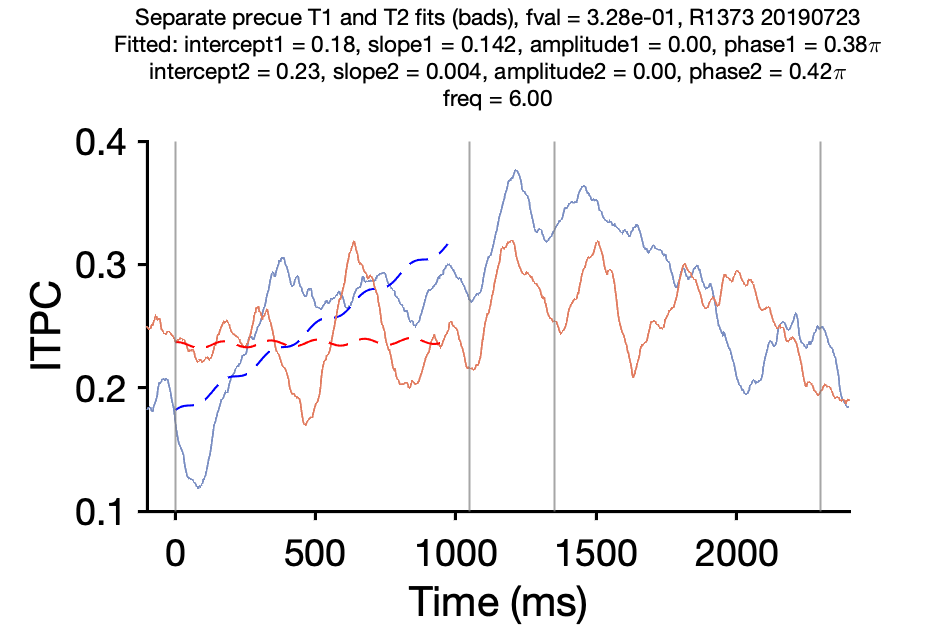 Separate precue T1 and T2 fits (bads), fval = 3.28e-01, R1373 20190723
Fitted: intercept1 = 0.18, slope1 = 0.142, amplitude1 = 0.00, phase1 = 0.38π
intercept2 = 0.23, slope2 = 0.004, amplitude2 = 0.00, phase2 = 0.42π
freq = 6.00
0.4
0.3
0.2
0.1
ITPC
0 500 1000 1500 2000
Time (ms)